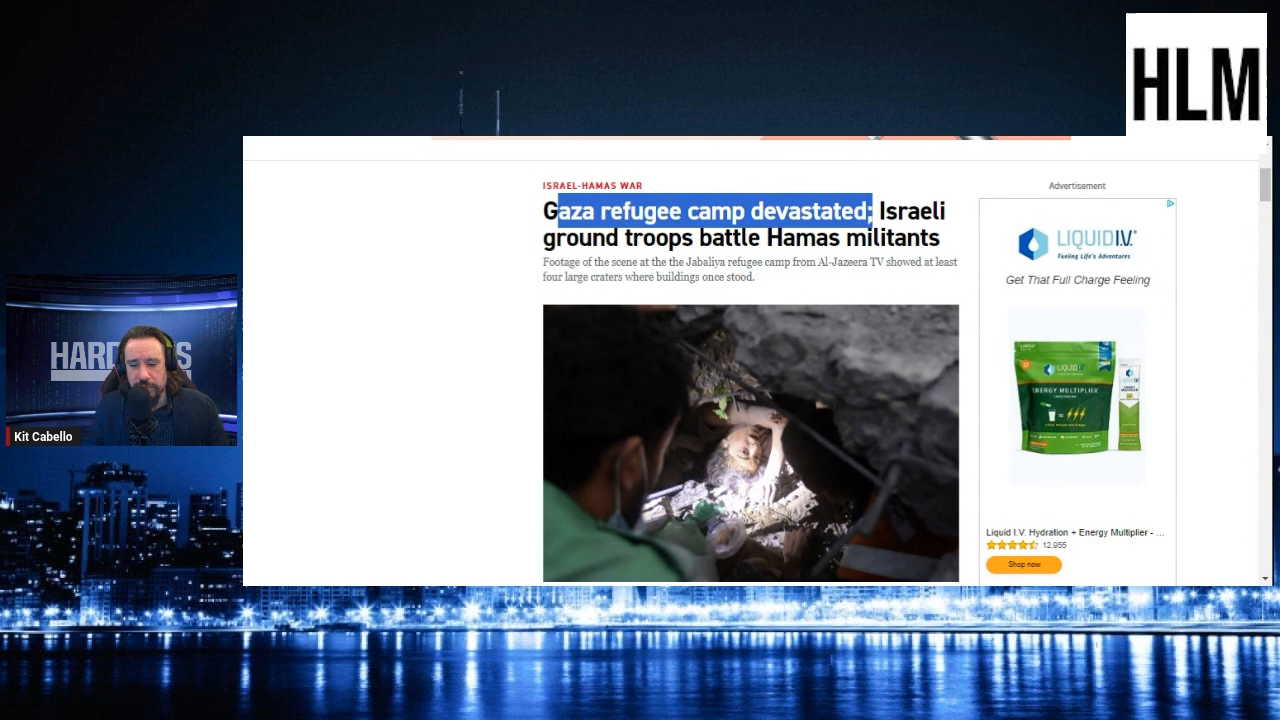 HLM
ISRAEL-HAMAS WAR
Gaza refugee camp devastated; Israeli
ground troops battle Hamas militants
Footage of the scene at the the Jabaliya refugee camp from Al-Jazeera TV showed at least
four large craters where buildings once stood.
Advertisement
LIQUID I.V.
Feeling Life's Adventures
Get That Full Charge Feeling
LIQUID I.V.
ENERGY MULTIPLIER
Liquid I.V. Hydration + Energy Multiplier - ...
12,955
Shop now
HARD
S
Kit Cabello